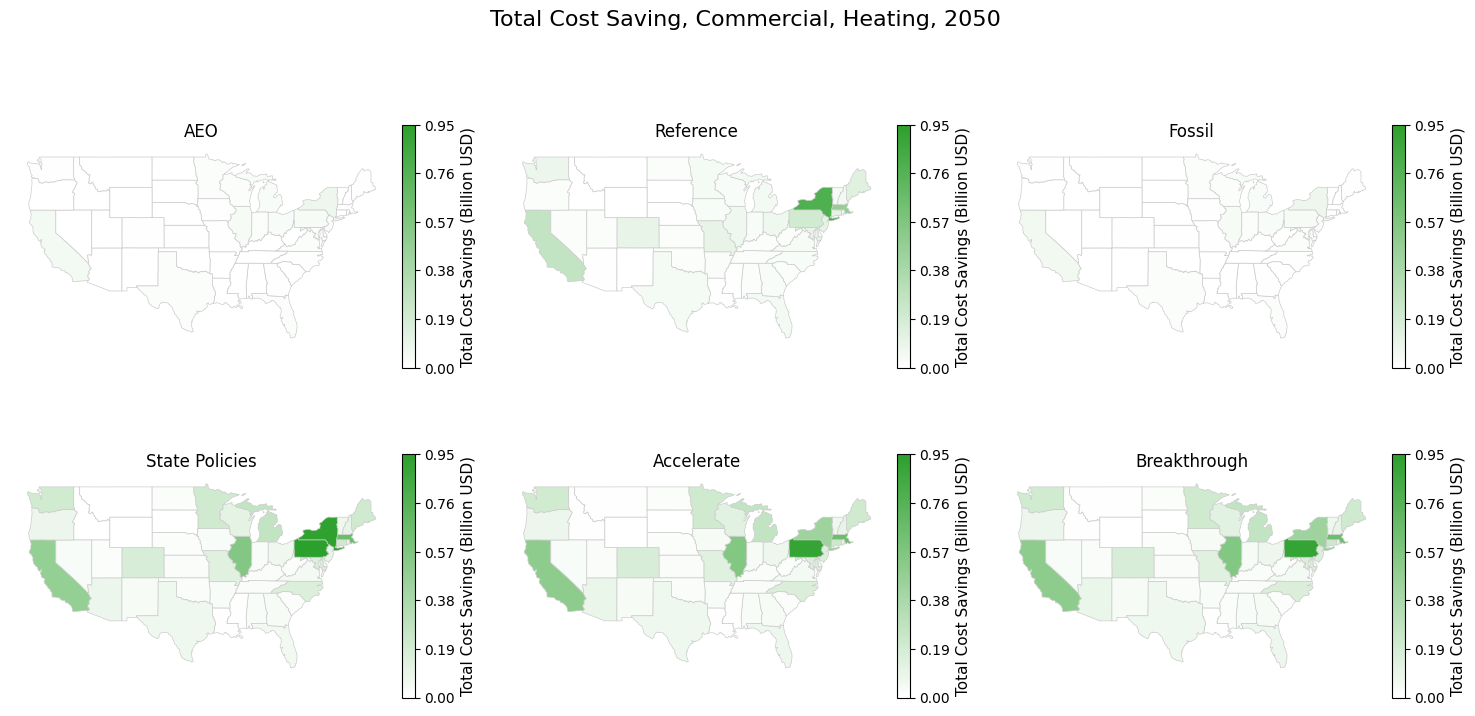 Total Cost Saving, Commercial, Heating, 2050
AEO
0.95
0.76
0.57
0.38
0.19
0.00
Total Cost Savings (Billion USD)
Reference
0.95
0.76
0.57
0.38
0.19
0.00
Total Cost Savings (Billion USD)
Fossil
0.95
0.76
0.57
0.38
0.19
0.00
Total Cost Savings (Billion USD)
State Policies
0.95
0.76
0.57
0.38
0.19
0.00
Total Cost Savings (Billion USD)
Accelerate
0.95
0.76
0.57
0.38
0.19
0.00
Total Cost Savings (Billion USD)
Breakthrough
0.95
0.76
0.57
0.38
0.19
0.00
Total Cost Savings (Billion USD)